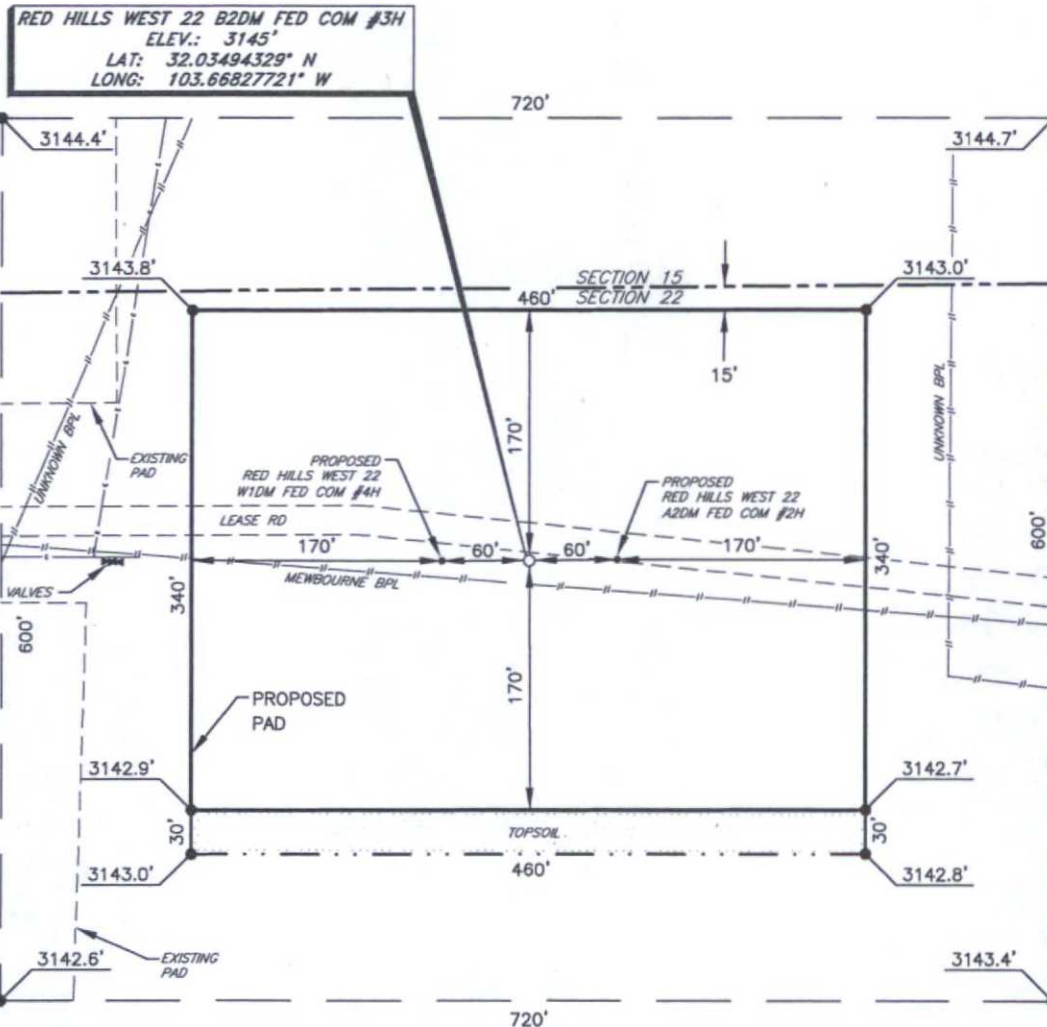 RED HILLS WEST 22 B2DM FED COM #3H
ELEV.: 3145'
LAT: 32.03494329° N
LONG: 103.66827721° W
720'
3144.4'
3144.7'
3143.8'
SECTION 15
3143.0'
460'
SECTION 22
15'
UNKNOWN BPL
EXISTING
PAD
170'
UNKNOWN BPL
PROPOSED
RED HILLS WEST 22
W1DM FED COM #4H
PROPOSED
RED HILLS WEST 22
A2DM FED COM #2H
LEASE RD
600'
170'
60'
60'
170'
340'
MEWBOURNE BPL
VALVES
340'
600'
170'
PROPOSED
PAD
3142.9'
3142.7'
30'
TOPSOIL
30'
3143.0'
460'
3142.8'
3142.6'
EXISTING
PAD
3143.4'
720'